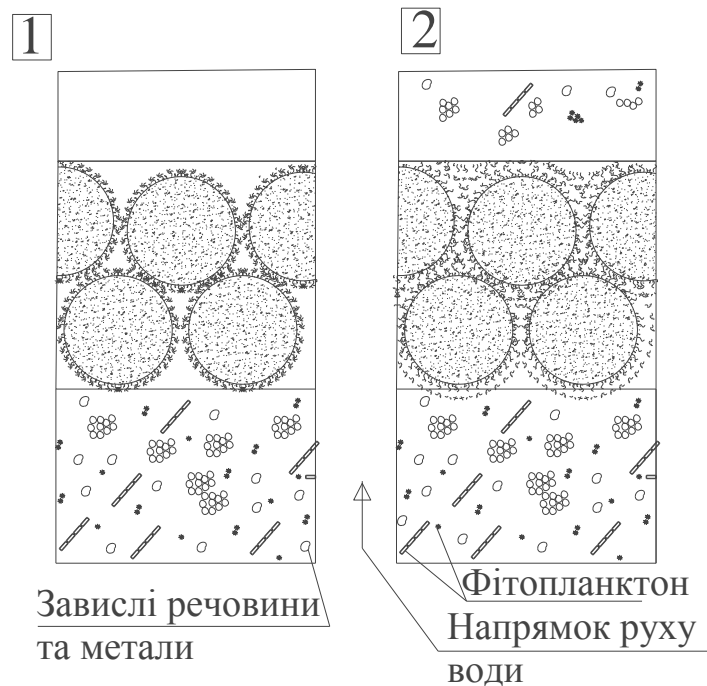 1
2
Завислі речовини
та метали
Фітопланктон
Напрямок руху
води